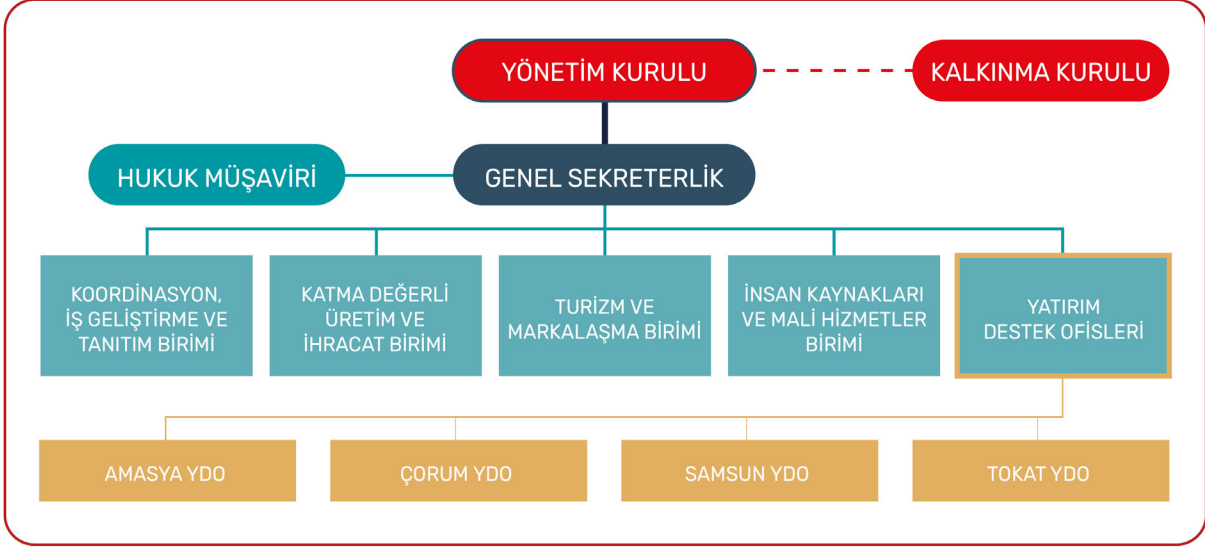 YÖNETİM KURULU
KALKINMA KURULU
HUKUK MÜŞAVİRİ
GENEL SEKRETERLİK
KOORDİNASYON,
İŞ GELİŞTİRME VE
TANITIM BİRİMİ
KATMA DEĞERLİ
ÜRETİM VE
İHRACAT BİRİMİ
TURİZM VE
MARKALAŞMA BİRİMİ
İNSAN KAYNAKLARI
VE MALİ HİZMETLER
BİRİMİ
YATIRIM
DESTEK OFİSLERİ
AMASYA YDO
ÇORUM YDO
SAMSUN YDO
TOKAT YDO